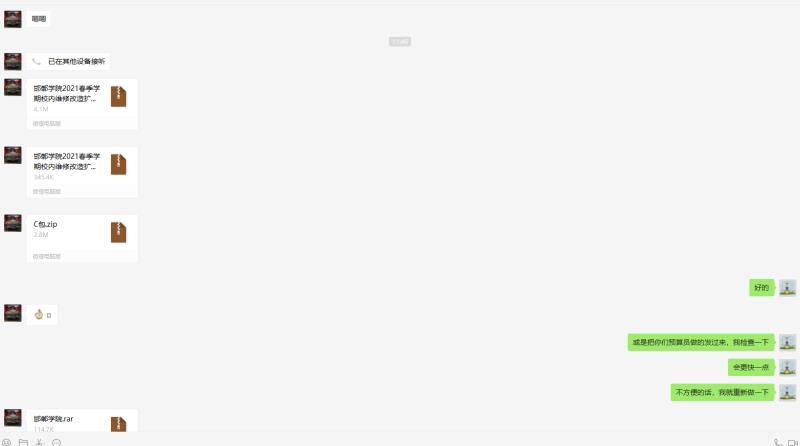 嗯嗯
11:40
已在其他设备接听
邯郸学院2021春季学
期校内维修改造扩...
4.1M
微信电脑版
邯郸学院2021春季学
期校内维修改造扩...
345.4K
微信电脑版
C包.zip
2.8M
微信电脑版
好的
或是把你们预算员做的发过来，我检查一下
会更快一点
不方便的话，我就重新做一下
邯郸学院.rar
114.7K